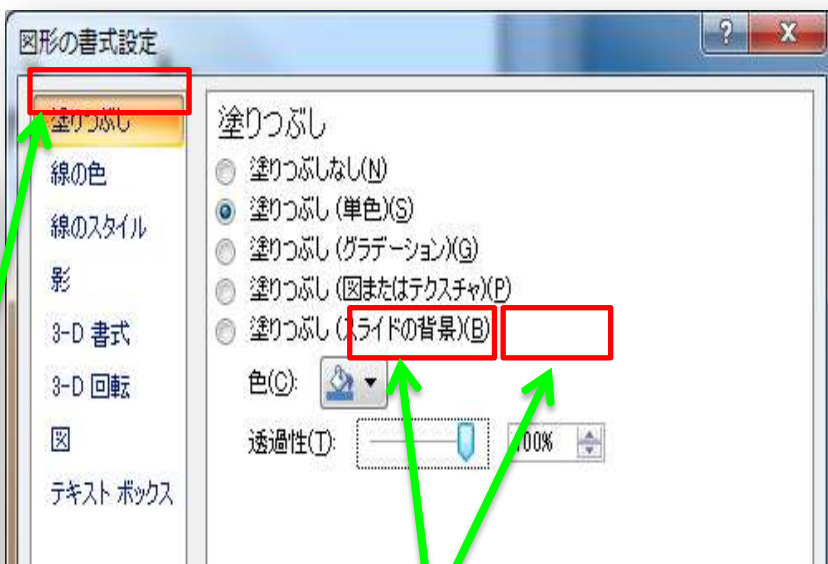 図形の書式設定
塗りつぶし
線の色
線のスタイル
影
3-D 書式
3-D 回転
図
テキスト ボックス
塗りつぶし
塗りつぶしなし(N)
塗りつぶし (単色)(S)
塗りつぶし (グラデーション)(G)
塗りつぶし (図またはテクスチャ)(P)
塗りつぶし (スライドの背景)(B)
色(C):
透過性(T):
100%